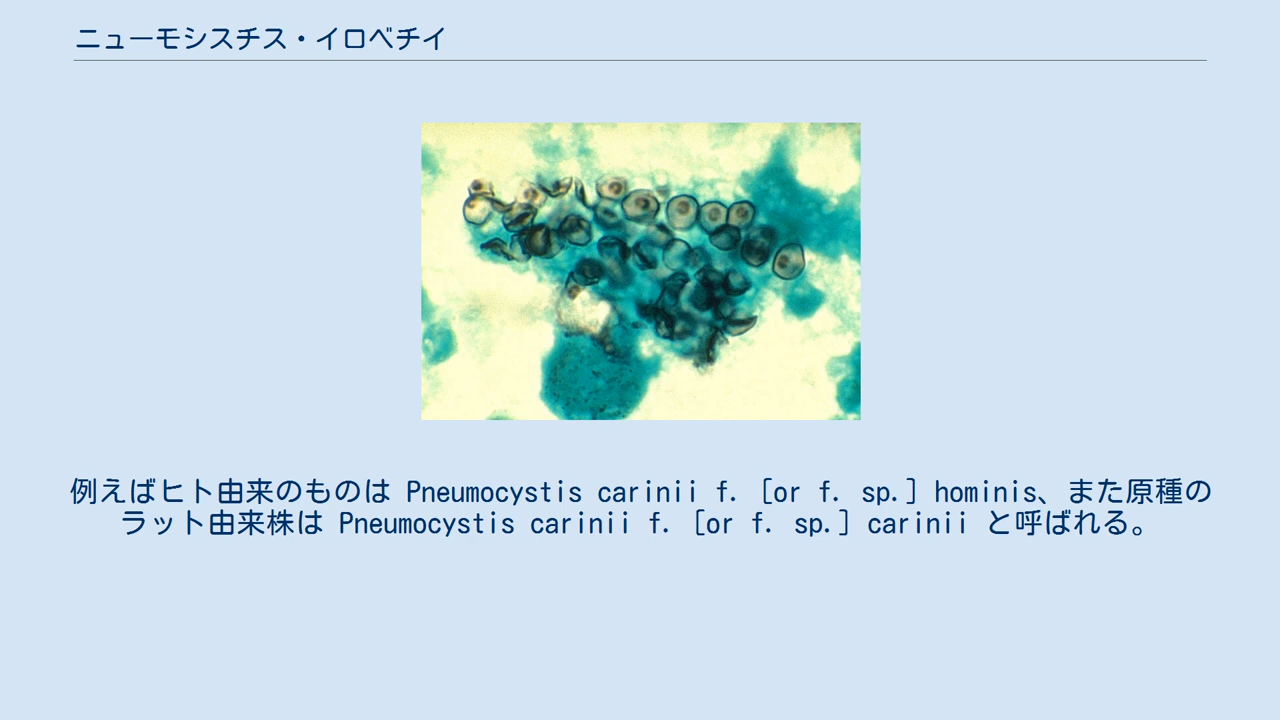 ニューモシスチス・イロベチイ
例えばヒト由来のものは Pneumocystis carinii f. [or f. sp.] hominis、また原種の
ラット由来株は Pneumocystis carinii f. [or f. sp.] carinii と呼ばれる。